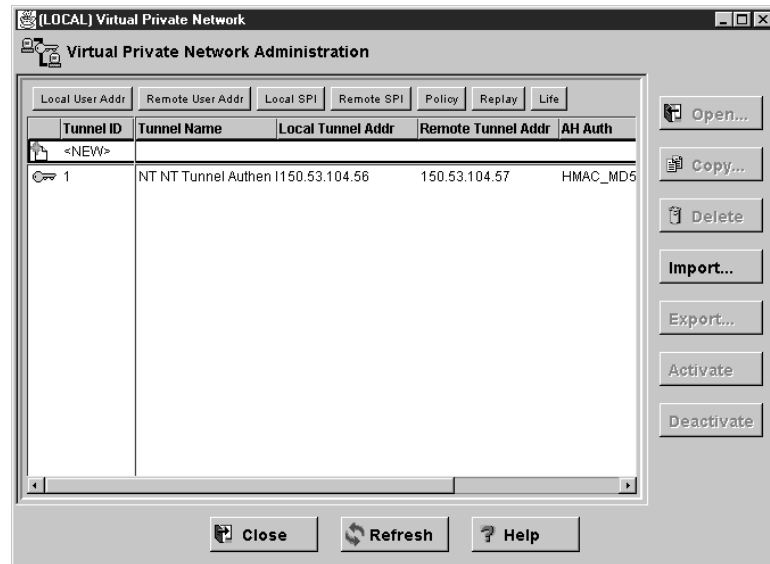 (LOCAL) Virtual Private Network
Virtual Private Network Administration
Local User Addr Remote User Addr Local SPI Remote SPI Policy Replay Life
Tunnel ID Tunnel Name Local Tunnel Addr Remote Tunnel Addr AH Auth
<NEW>
1 NT NT Tunnel Authen I150.53.104.56 150.53.104.57 HMAC_MD5
Open...
Copy...
Delete
Import...
Export...
Activate
Deactivate
Close Refresh Help